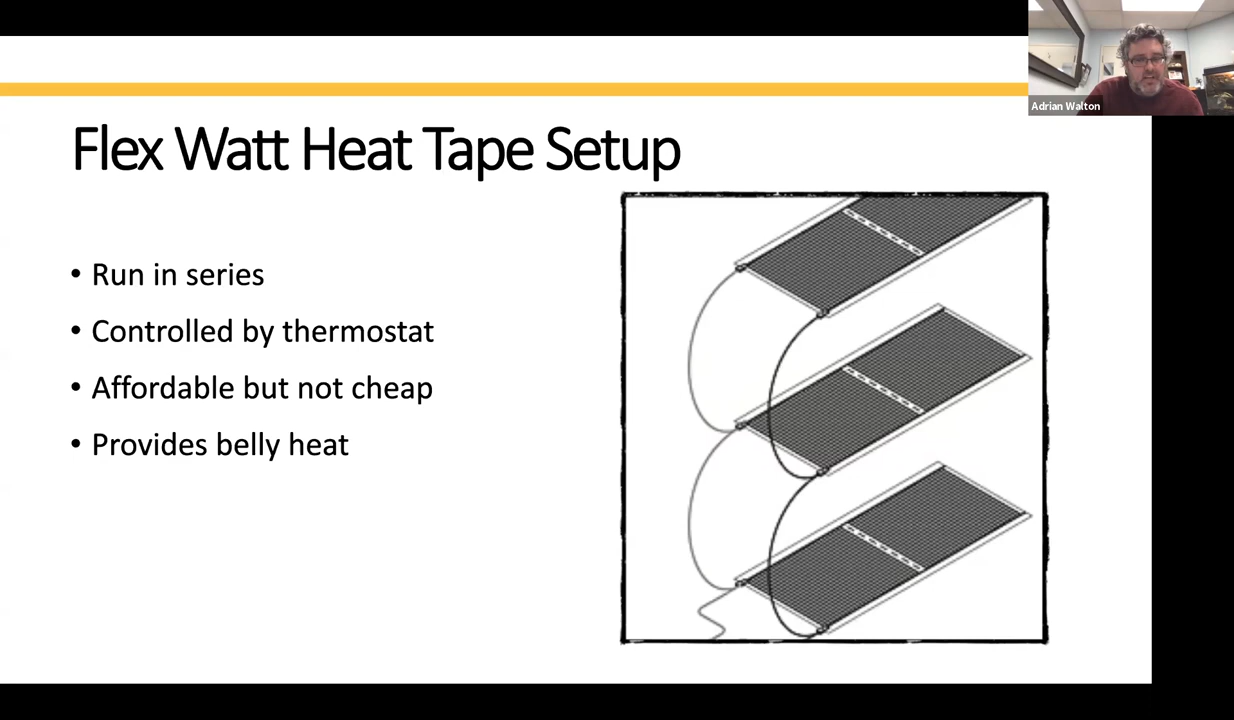 Adrian Walton
Flex Watt Heat Tape Setup
• Run in series
• Controlled by thermostat
• Affordable but not cheap
• Provides belly heat